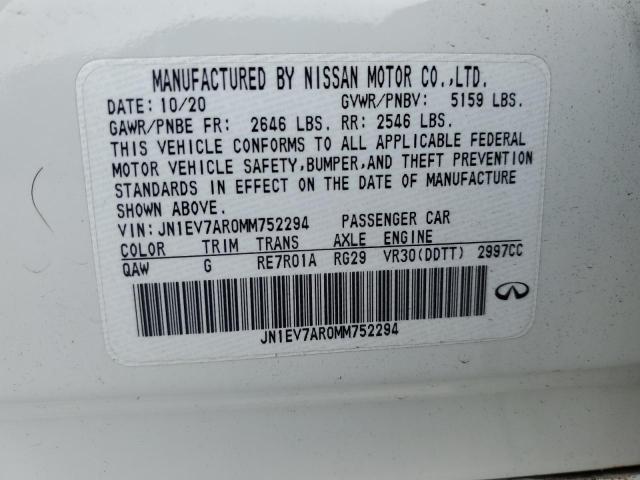 MANUFACTURED BY NISSAN MOTOR CO.,LTD.
DATE: 10/20 GVWR/PNBV: 5159 LBS.
GAWR/PNBE FR: 2646 LBS. RR: 2546 LBS.
THIS VEHICLE CONFORMS TO ALL APPLICABLE FEDERAL
MOTOR VEHICLE SAFETY,BUMPER,AND THEFT PREVENTION
STANDARDS IN EFFECT ON THE DATE OF MANUFACTURE
SHOWN ABOVE.
VIN: JN1EV7AR0MM752294 PASSENGER CAR
COLOR TRIM TRANS AXLE ENGINE
QAW G RE7R01A RG29 VR30(DDTT) 2997CC
JN1EV7AR0MM752294